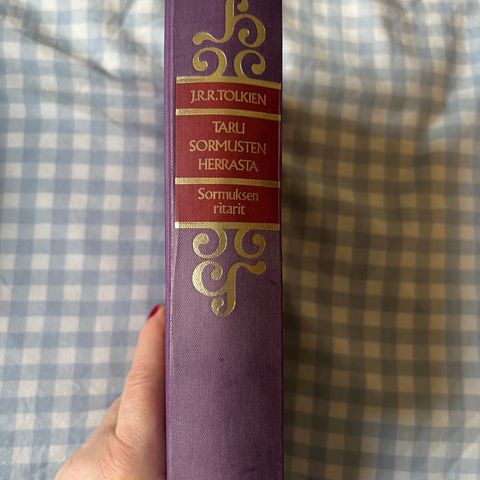 J.R.R.TOLKIEN
TARU
SORMUSTEN
HERRASTA
Sormuksen
ritarit